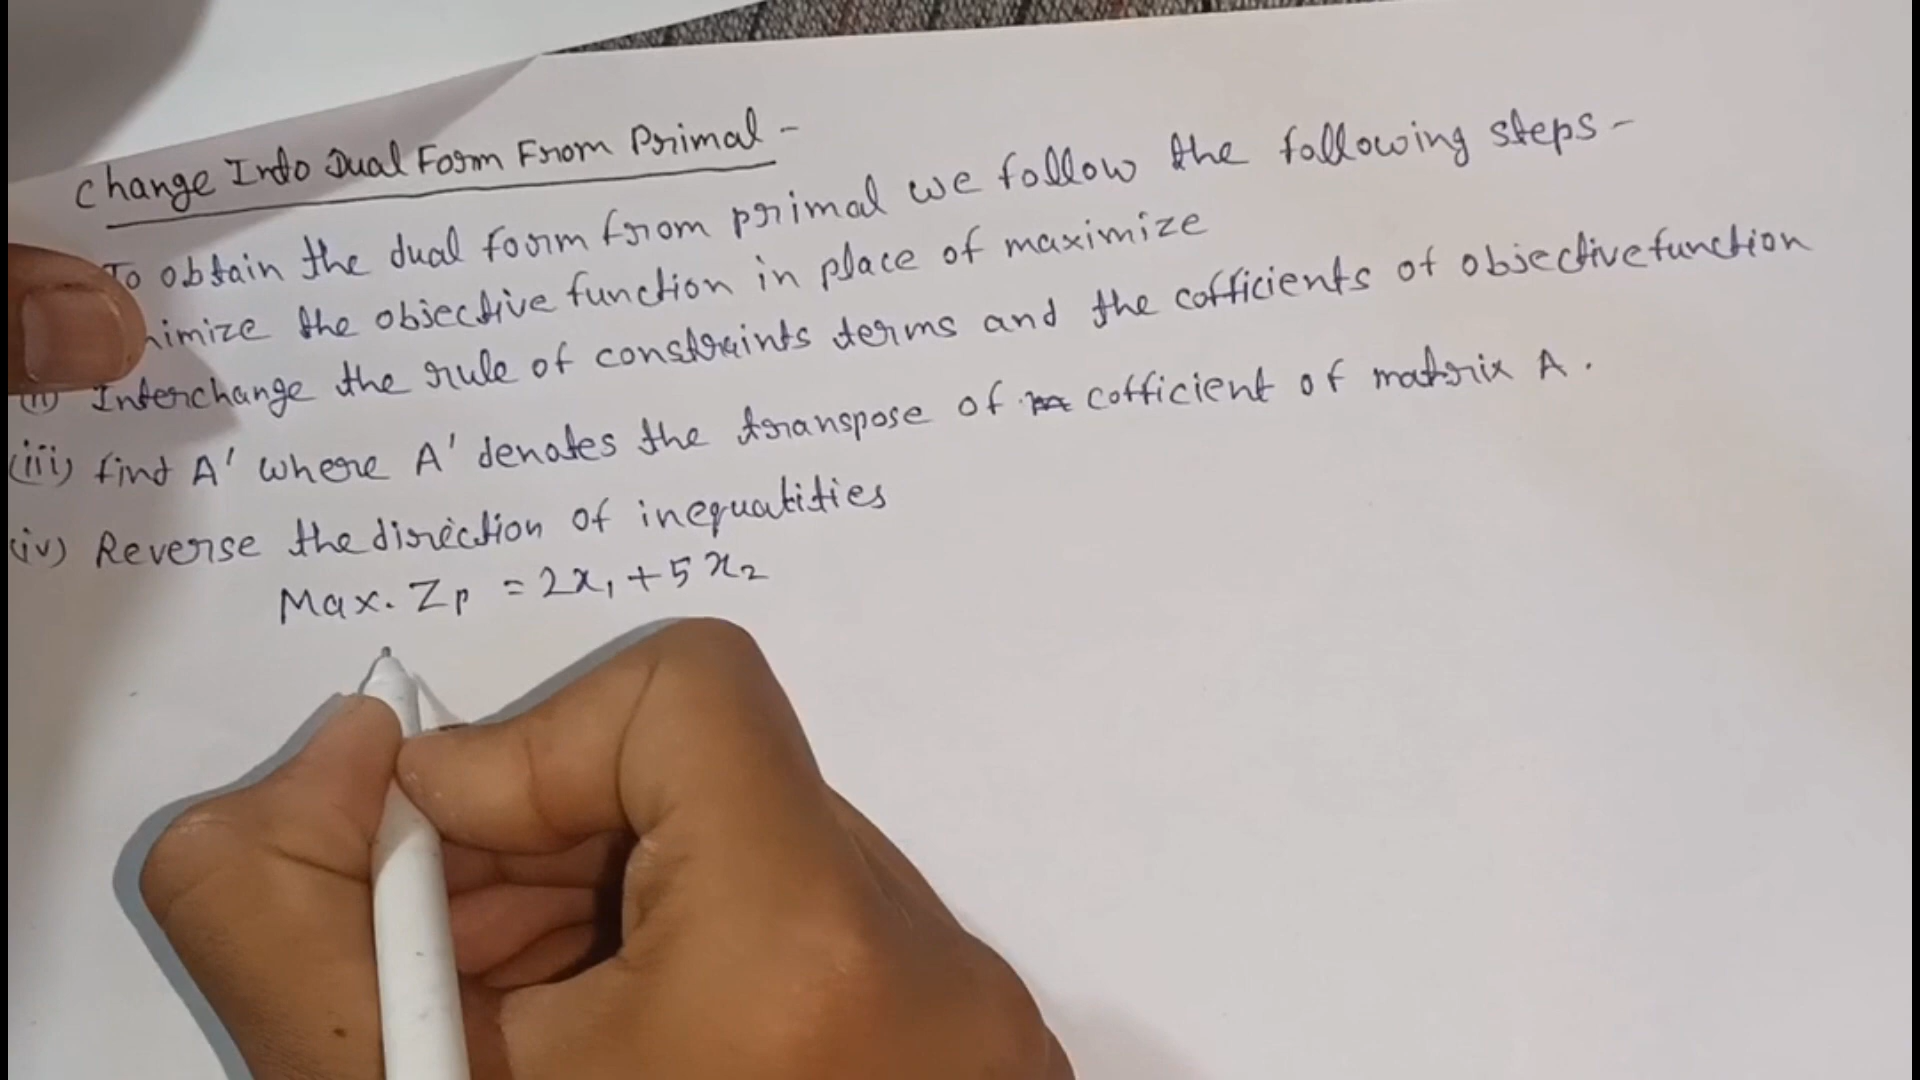 Change Into Dual Form From Primal -
To obtain the dual form from primal we follow the following steps -
the objective function in place of maximize
(ii) Interchange the rule of constraints terms and the cofficients of objective function
(iii) find A' where A' denotes the transpose of cofficient of matrix A.
(iv) Reverse the direction of inequatities
Max. Zp = 2x₁ + 5x₂